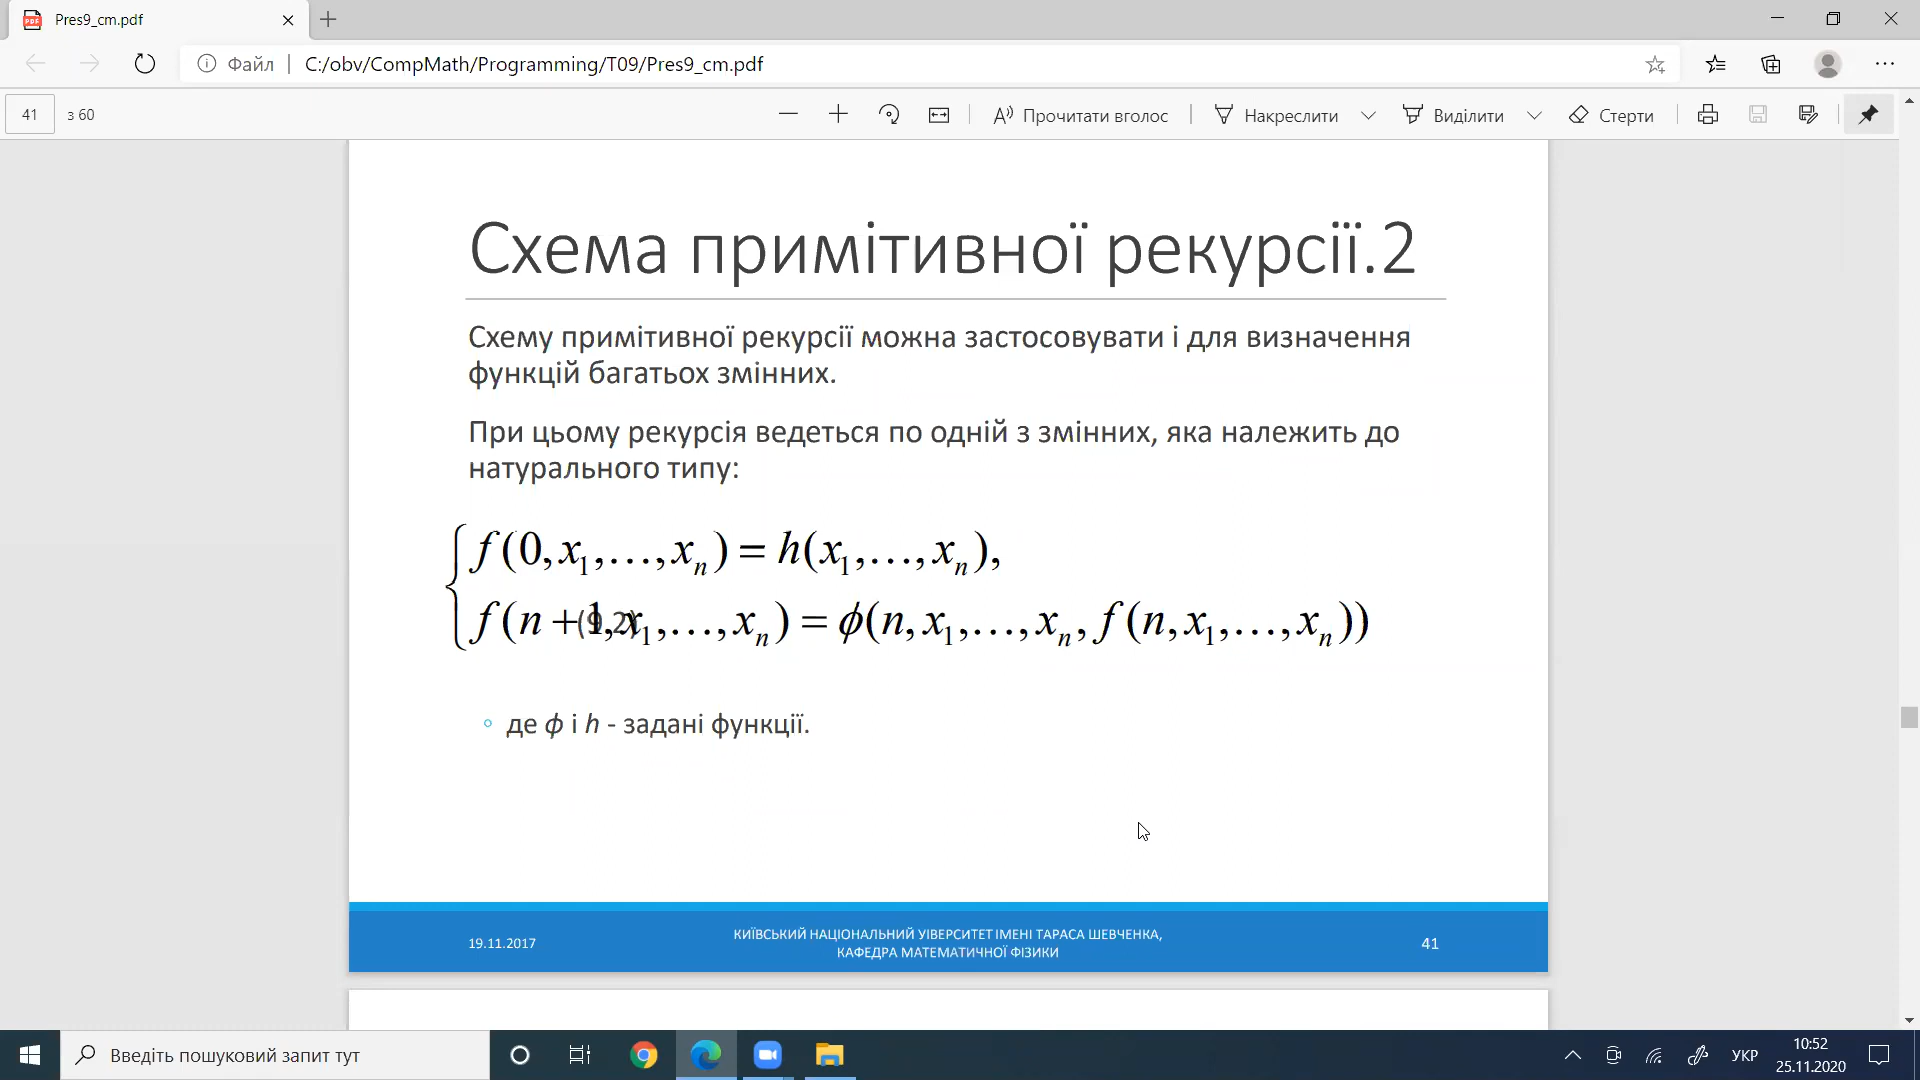 Pres9_cm.pdf
Файл | C:/obv/CompMath/Programming/T09/Pres9_cm.pdf
41 з 60 Прочитати вголос Накреслити Виділити Стерти
Схема примітивної рекурсії.2
Схему примітивної рекурсії можна застосовувати і для визначення
функцій багатьох змінних.
При цьому рекурсія ведеться по одній з змінних, яка належить до
натурального типу:
f(0,x₁,…,xₙ) = h(x₁,…,xₙ),
f(n+1,x₁,…,xₙ) = ϕ(n,x₁,…,xₙ,f(n,x₁,…,xₙ))
(9.2)
де ϕ і h - задані функції.
19.11.2017
КИЇВСЬКИЙ НАЦІОНАЛЬНИЙ УІВЕРСИТЕТ ІМЕНІ ТАРАСА ШЕВЧЕНКА,
КАФЕДРА МАТЕМАТИЧНОЇ ФІЗИКИ
41
Введіть пошуковий запит тут
УКР
10:52
25.11.2020